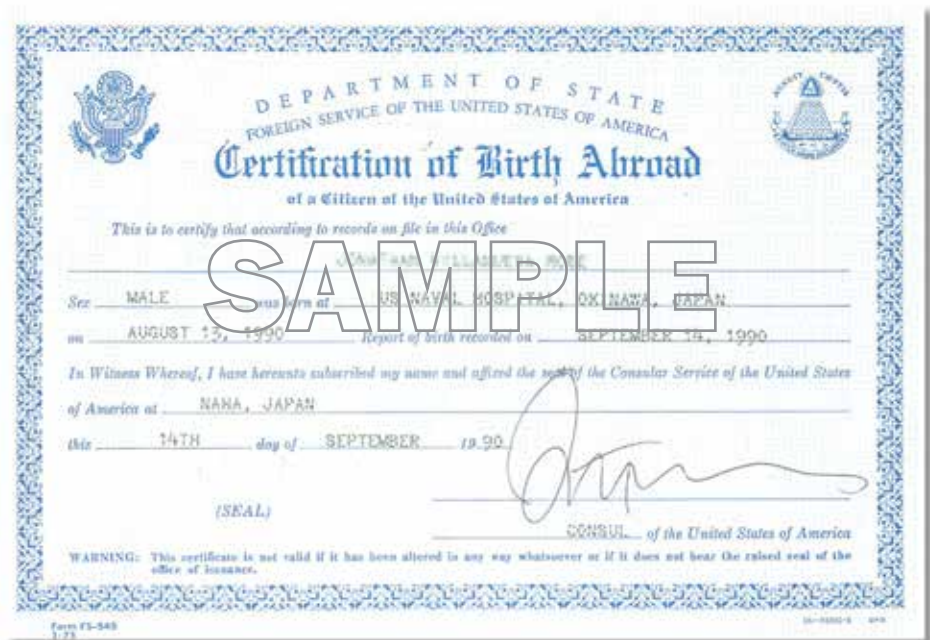 DEPARTMENT OF STATE
FOREIGN SERVICE OF THE UNITED STATES OF AMERICA
Certification of Birth Abroad
of a Citizen of the United States of America
This is to certify that according to records on file in this Office
SAMPLE
Sex MALE was born at US NAVAL HOSPITAL, OKINAWA, JAPAN
on AUGUST 13, 1990 Report of birth recorded on SEPTEMBER 14, 1990
In Witness Whereof, I have hereunto subscribed my name and affixed the seal of the Consular Service of the United States
of America at NAHA, JAPAN
this 14TH day of SEPTEMBER 19 90
(SEAL)
CONSUL of the United States of America
WARNING: This certificate is not valid if it has been altered in any way whatsoever or if it does not bear the raised seal of the
office of issuance.
Form FS-545
1-73